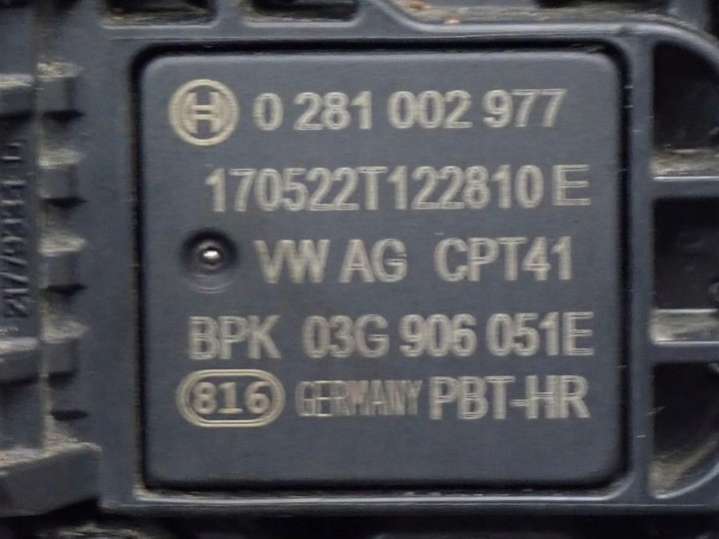 H 0 281 002 977
170522T122810 E
VW AG CPT41
BPK 03G 906 051E
816 GERMANY PBT-HR